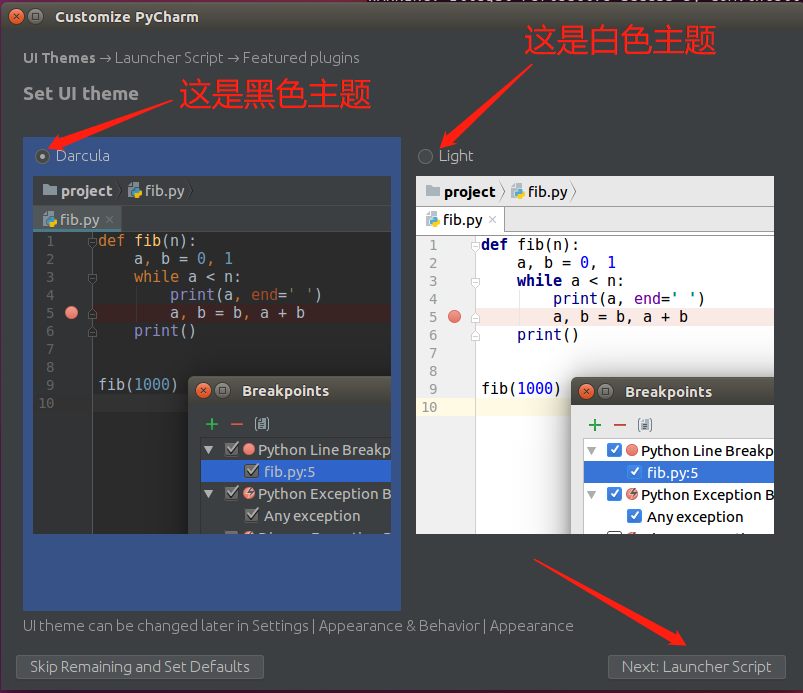 Customize PyCharm
UI Themes → Launcher Script → Featured plugins
这是白色主题
Set UI theme
这是黑色主题
Darcula
project
fib.py
fib.py
1 def fib(n):
2 a, b = 0, 1
3 while a < n:
4 print(a, end=' ')
5 a, b = b, a + b
6 print()
7
8
9 fib(1000)
10
Breakpoints
Python Line Breakp
fib.py:5
Python Exception B
Any exception
Light
project
fib.py
fib.py
1 def fib(n):
2 a, b = 0, 1
3 while a < n:
4 print(a, end=' ')
5 a, b = b, a + b
6 print()
7
8
9 fib(1000)
10
Breakpoints
Python Line Breakp
fib.py:5
Python Exception B
Any exception
UI theme can be changed later in Settings | Appearance & Behavior | Appearance
Skip Remaining and Set Defaults
Next: Launcher Script